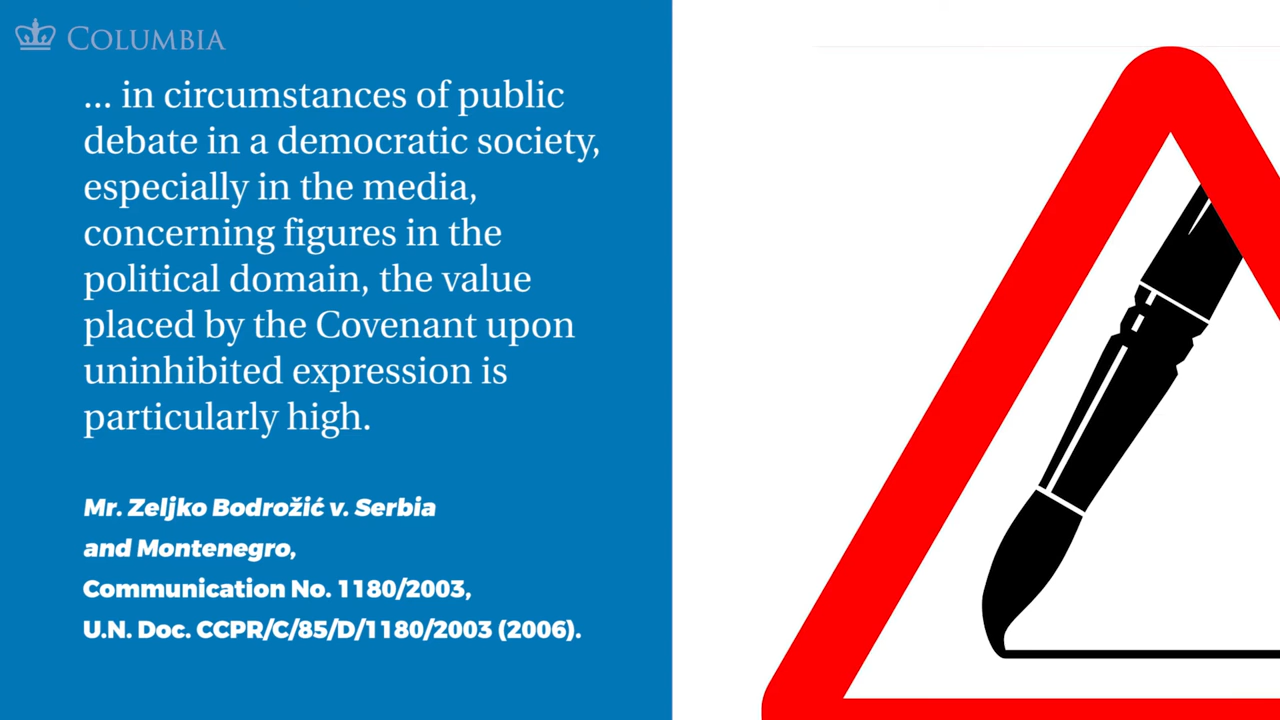 COLUMBIA
... in circumstances of public
debate in a democratic society,
especially in the media,
concerning figures in the
political domain, the value
placed by the Covenant upon
uninhibited expression is
particularly high.
Mr. Zeljko Bodrožić v. Serbia
and Montenegro,
Communication No. 1180/2003,
U.N. Doc. CCPR/C/85/D/1180/2003 (2006).